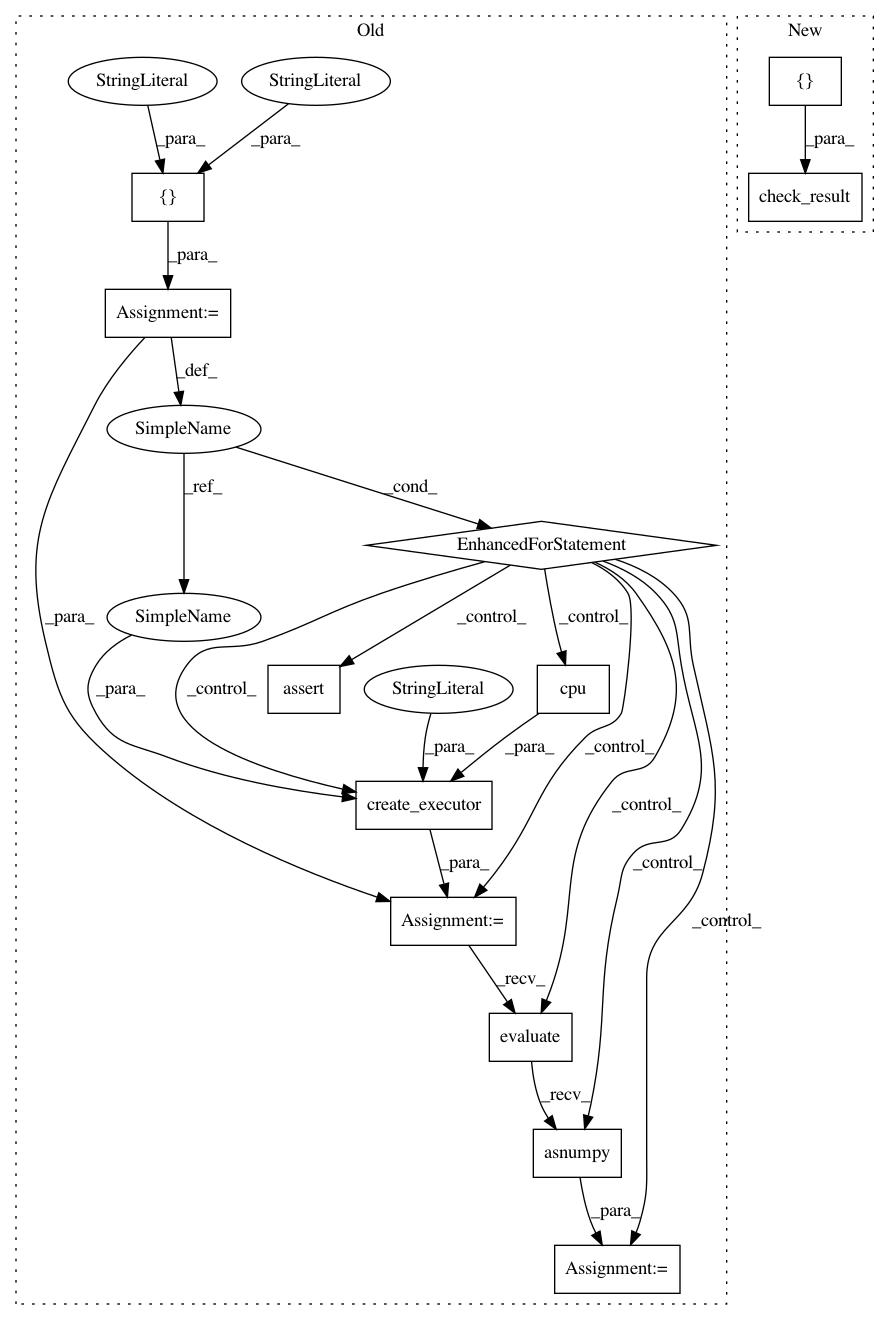 Old
New
StringLiteral
StringLiteral
{}
_para_
_para_
_para_
{}
check_result
_para_
Assignment:=
_def_
SimpleName
_ref_
_cond_
EnhancedForStatement
_para_
SimpleName
_control_
_control_
_para_
_control_
assert
StringLiteral
cpu
_para_
_para_
_control_
create_executor
_control_
_para_
_control_
Assignment:=
_control_
_recv_
evaluate
_recv_
asnumpy
_para_
Assignment:=